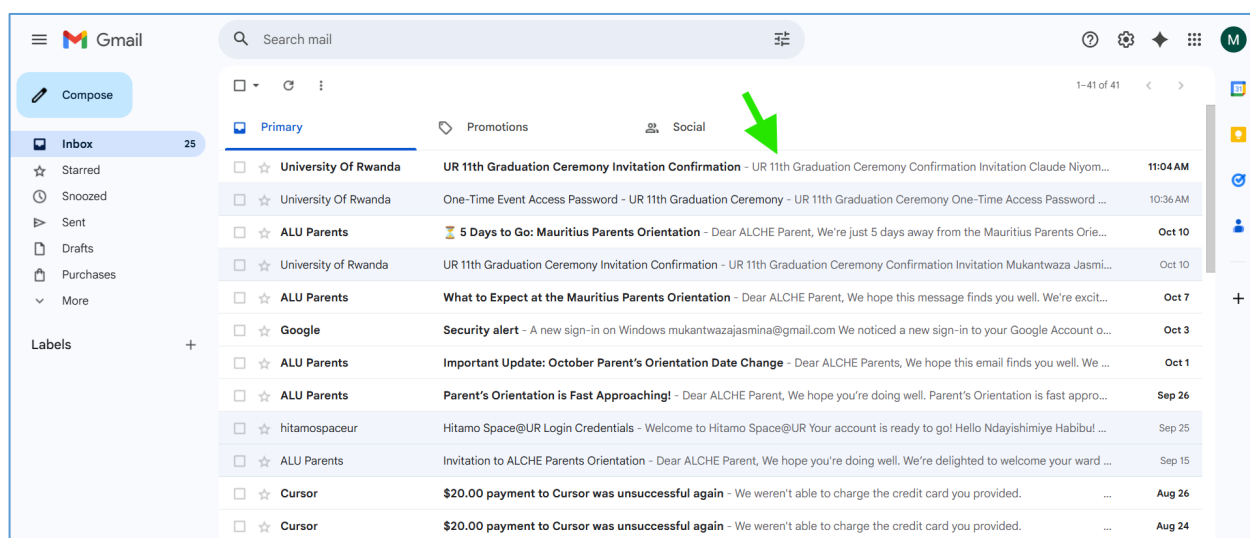 Gmail
Search mail
M
Compose
1–41 of 41
31
Primary
Promotions
Social
Inbox 25
Starred
Snoozed
Sent
Drafts
Purchases
More
Labels
University Of Rwanda UR 11th Graduation Ceremony Invitation Confirmation - UR 11th Graduation Ceremony Confirmation Invitation Claude Niyom... 11:04 AM
University Of Rwanda One-Time Event Access Password - UR 11th Graduation Ceremony - UR 11th Graduation Ceremony One-Time Access Password ... 10:36 AM
ALU Parents ⏳ 5 Days to Go: Mauritius Parents Orientation - Dear ALCHE Parent, We're just 5 days away from the Mauritius Parents Orie... Oct 10
University of Rwanda UR 11th Graduation Ceremony Invitation Confirmation - UR 11th Graduation Ceremony Confirmation Invitation Mukantwaza Jasmi... Oct 10
ALU Parents What to Expect at the Mauritius Parents Orientation - Dear ALCHE Parent, We hope this message finds you well. We're excit... Oct 7
Google Security alert - A new sign-in on Windows mukantwazajasmina@gmail.com We noticed a new sign-in to your Google Account o... Oct 3
ALU Parents Important Update: October Parent's Orientation Date Change - Dear ALCHE Parents, We hope this email finds you well. We ... Oct 1
ALU Parents Parent's Orientation is Fast Approaching! - Dear ALCHE Parent, We hope you're doing well. Parent's Orientation is fast appro... Sep 26
hitamospaceur Hitamo Space@UR Login Credentials - Welcome to Hitamo Space@UR Your account is ready to go! Hello Ndayishimiye Habibu! ... Sep 25
ALU Parents Invitation to ALCHE Parents Orientation - Dear ALCHE Parent, We hope you're doing well. We're delighted to welcome your ward ... Sep 15
Cursor $20.00 payment to Cursor was unsuccessful again - We weren't able to charge the credit card you provided. ... Aug 26
Cursor $20.00 payment to Cursor was unsuccessful again - We weren't able to charge the credit card you provided. ... Aug 24